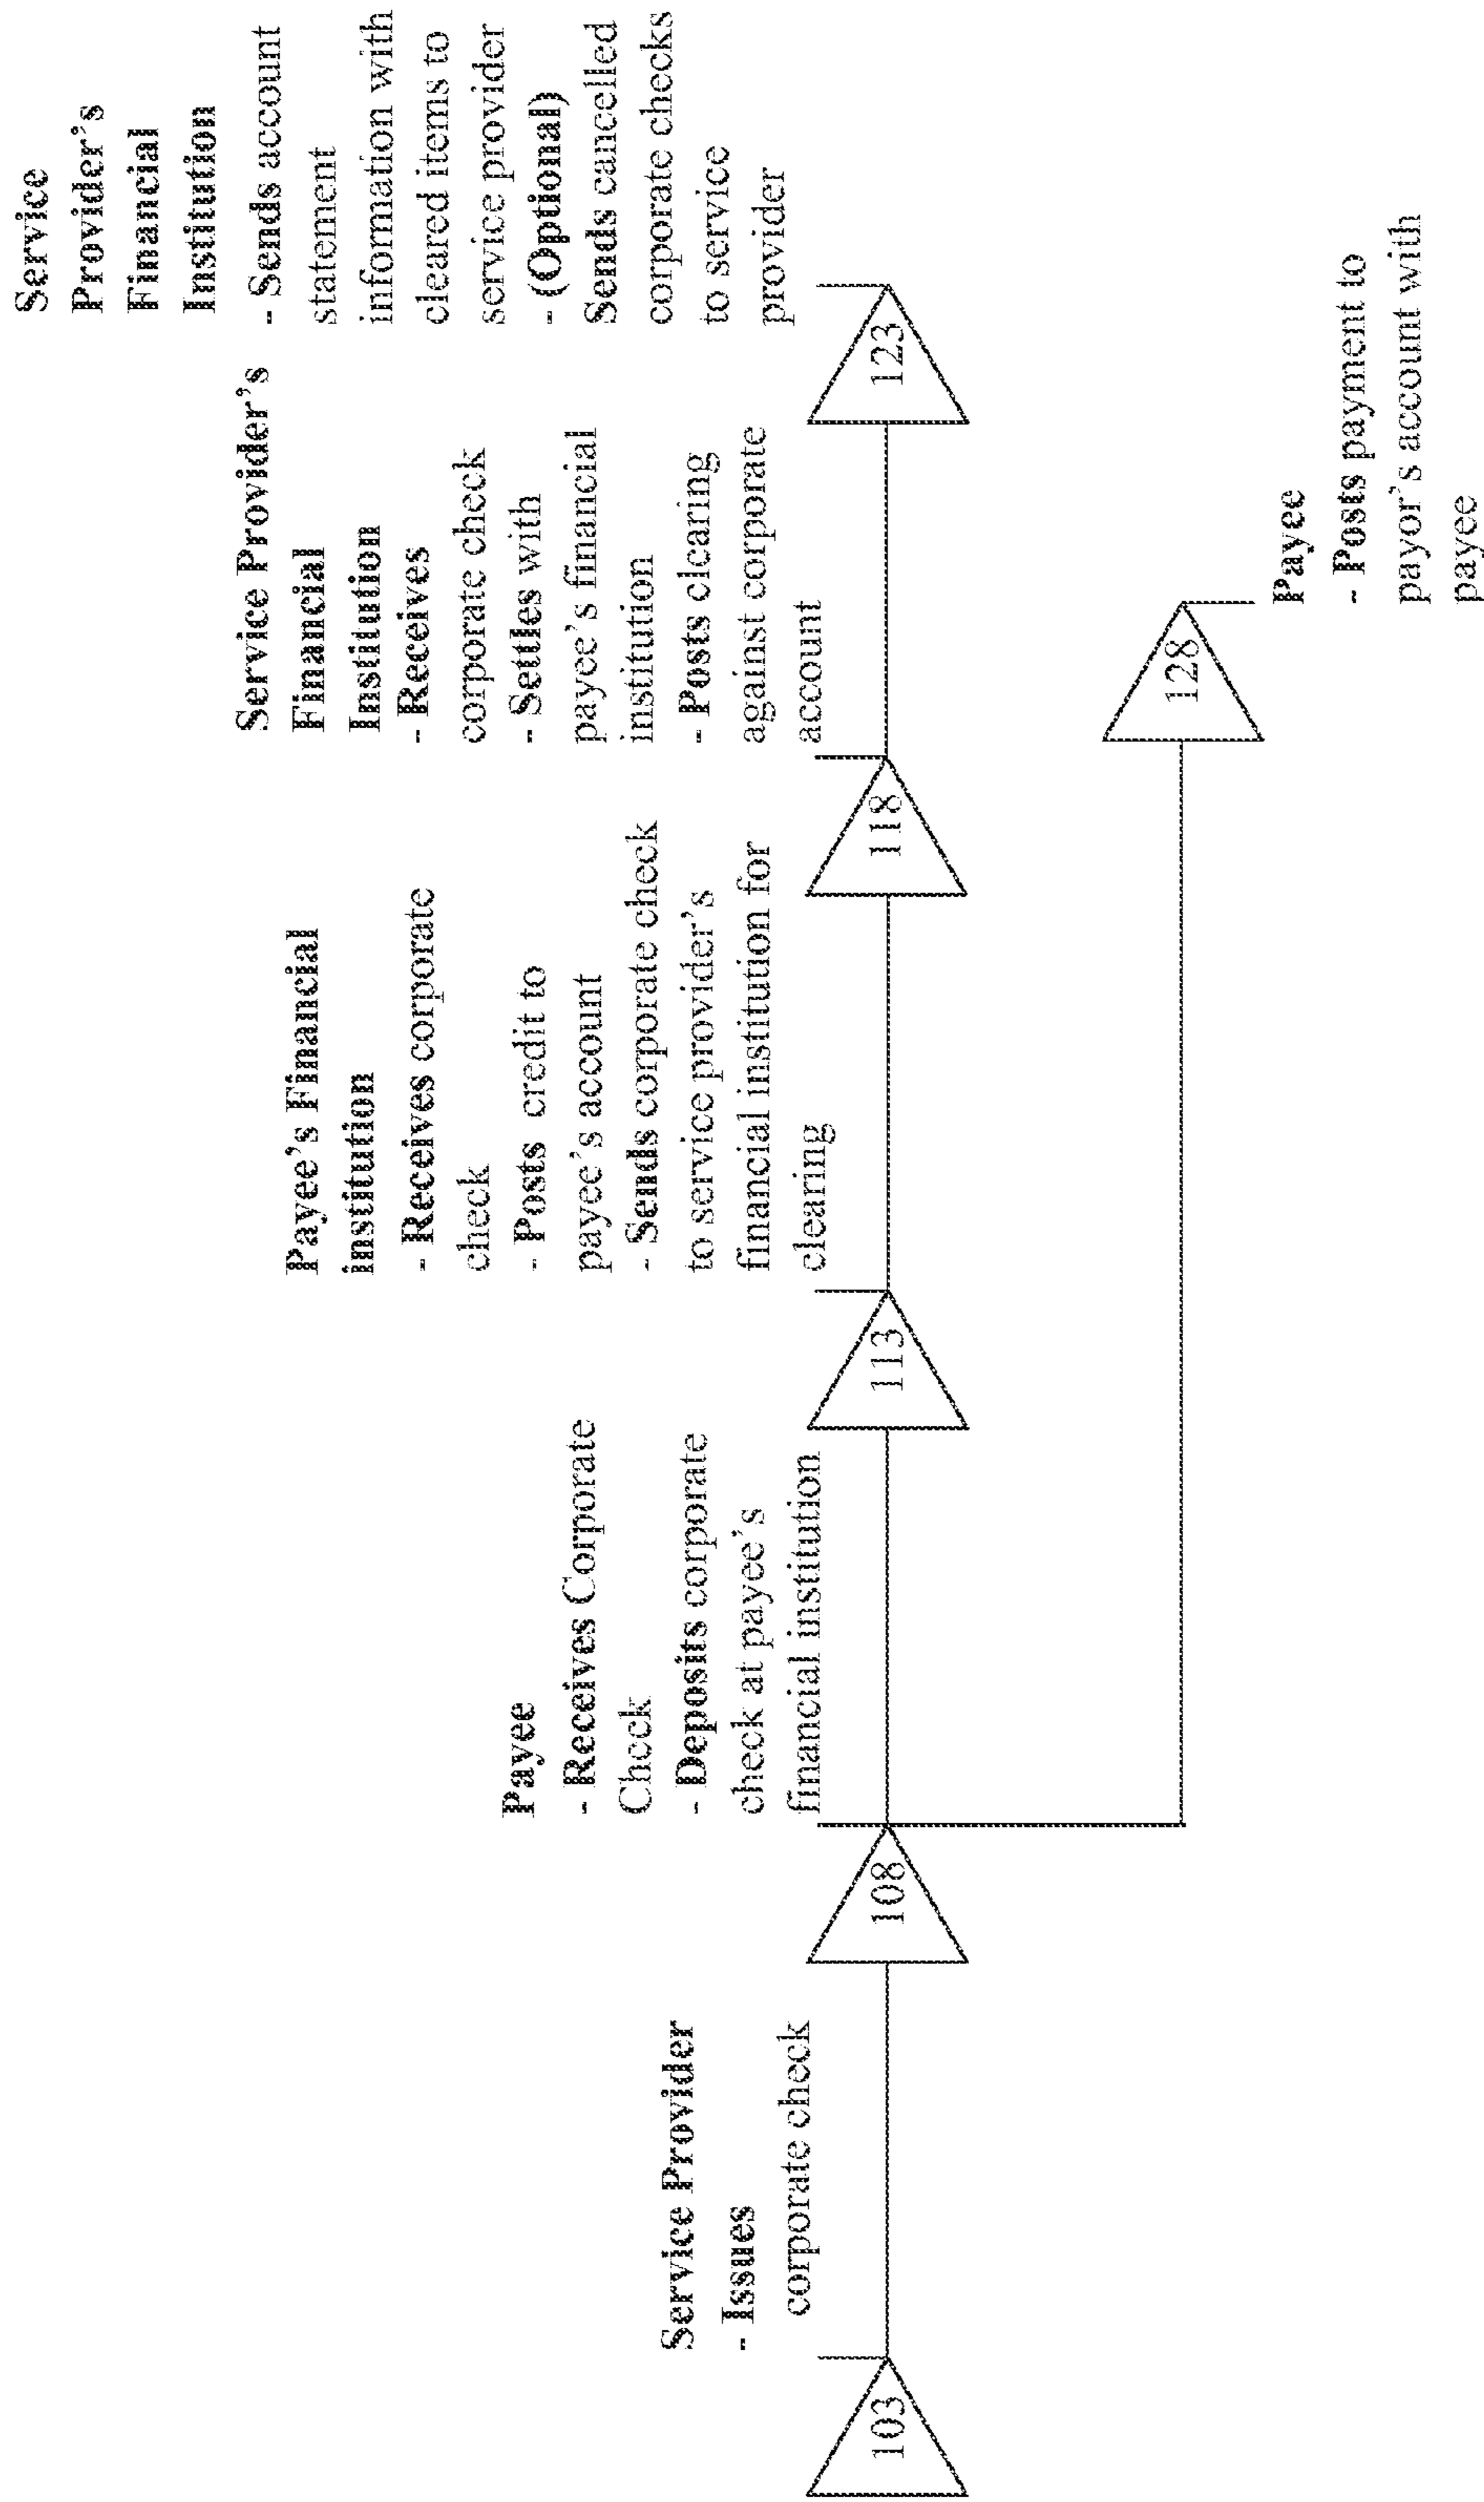 Service Provider
- Issues
corporate check
103
Payee
- Receives Corporate
Check
- Deposits corporate
check at payee's
financial institution
108
Payee's Financial
institution
- Receives corporate
check
- Posts credit to
payee's account
- Sends corporate check
to service provider's
financial institution for
clearing
113
Service Provider's
Financial
Institution
- Receives
corporate check
- Settles with
payee's financial
institution
- Posts clearing
against corporate
account
118
Service
Provider's
Financial
Institution
- Sends account
statement
information with
cleared items to
service provider
- (Optional)
Sends cancelled
corporate checks
to service
provider
123
128
Payee
- Posts payment to
payor's account with
payee